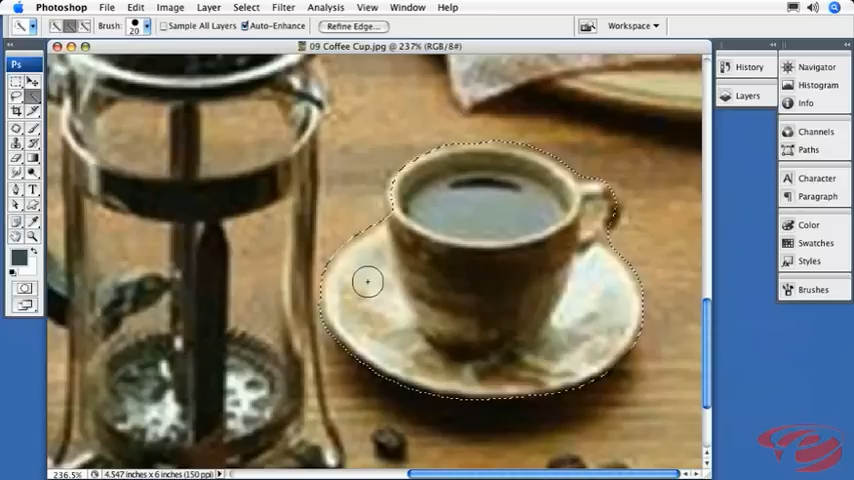 Photoshop File Edit Image Layer Select Filter Analysis View Window Help
Brush: 20 Sample All Layers Auto-Enhance Refine Edge... Workspace
09 Coffee Cup.jpg @ 237% (RGB/8#)
Ps
History
Layers
Navigator
Histogram
Info
Channels
Paths
Character
Paragraph
Color
Swatches
Styles
Brushes
236.5% 4.547 inches x 6 inches (150 ppi)